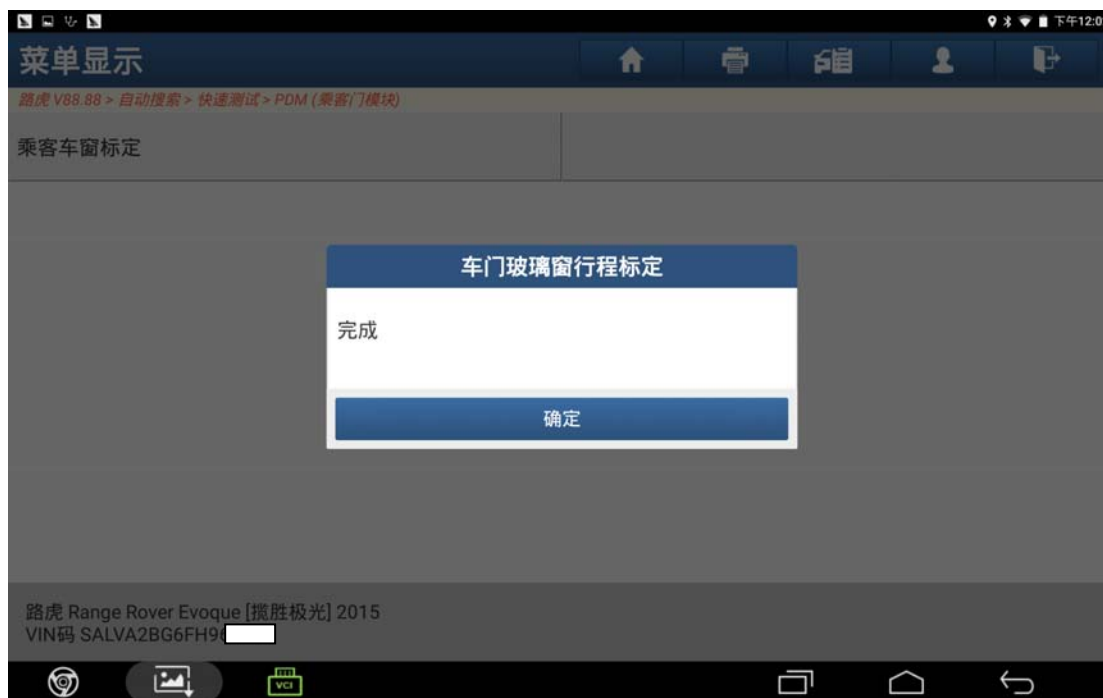 下午12:0
菜单显示
路虎 V88.88 > 自动搜索 > 快速测试 > PDM (乘客门模块)
乘客车窗标定
车门玻璃窗行程标定
完成
确定
路虎 Range Rover Evoque [揽胜极光] 2015
VIN码 SALVA2BG6FH96
VCI